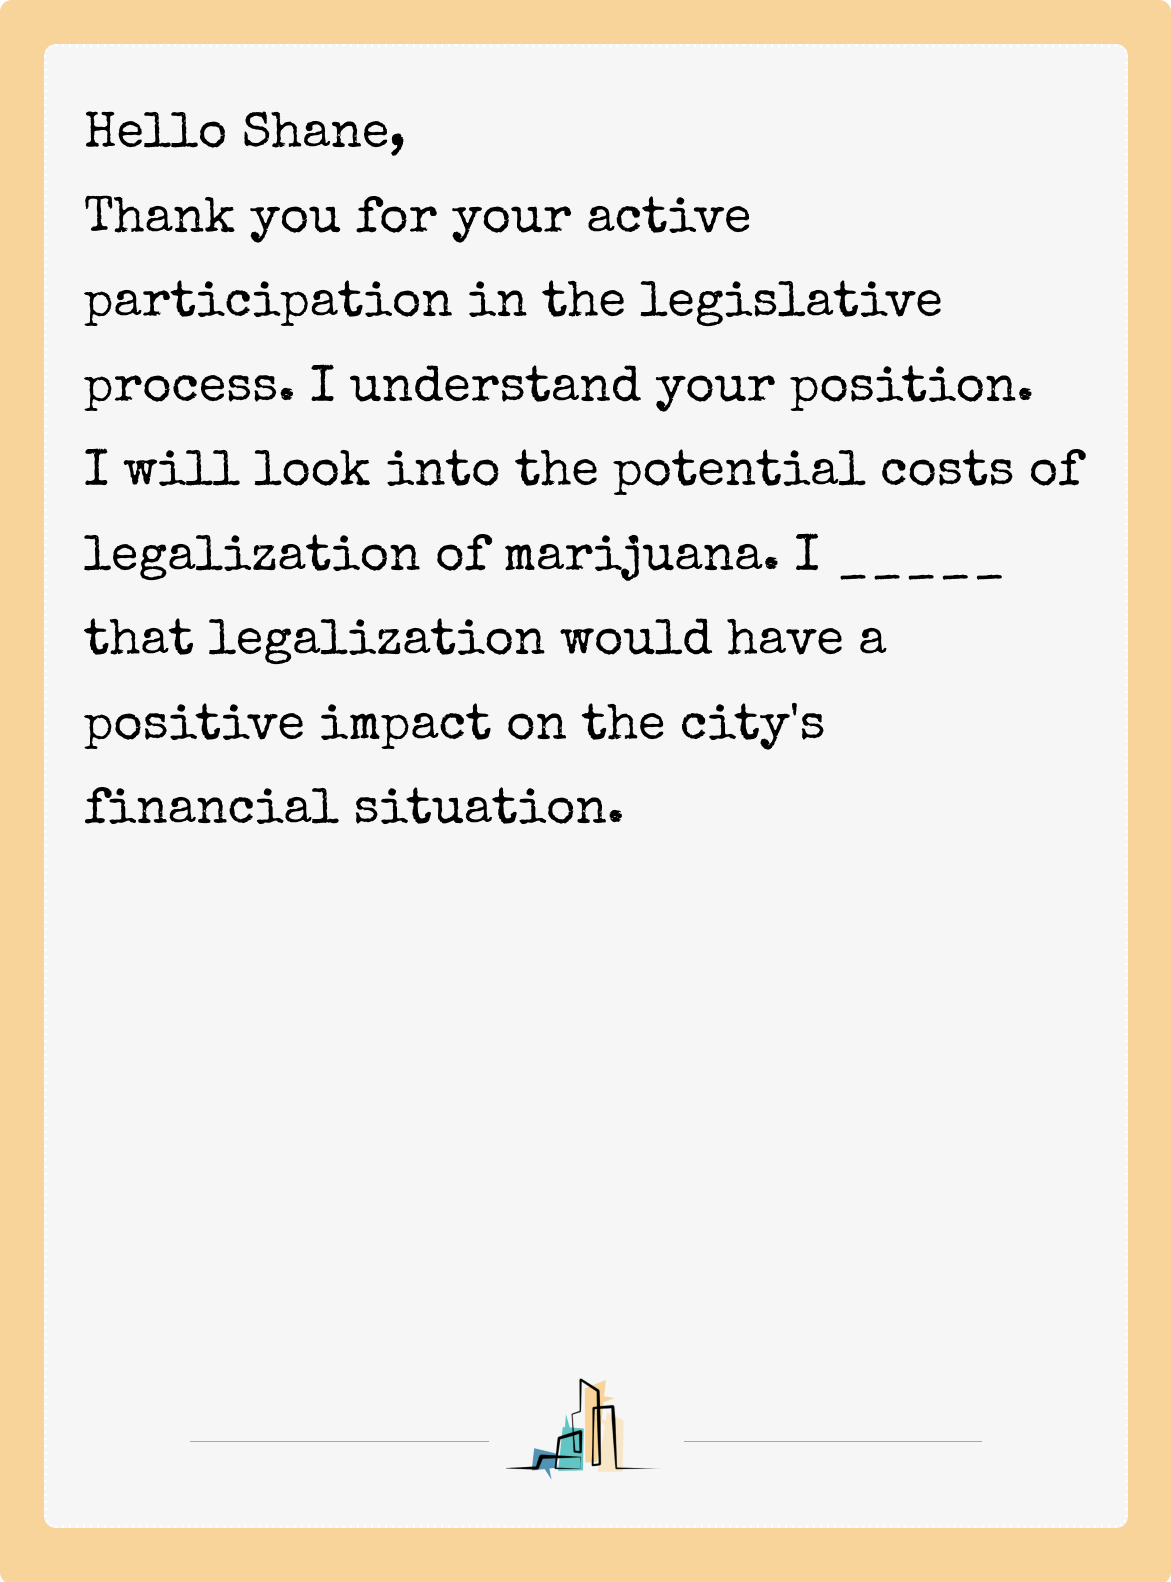 Hello Shane,
Thank you for your active
participation in the legislative
process. I understand your position.
I will look into the potential costs of
legalization of marijuana. I _____
that legalization would have a
positive impact on the city's
financial situation.